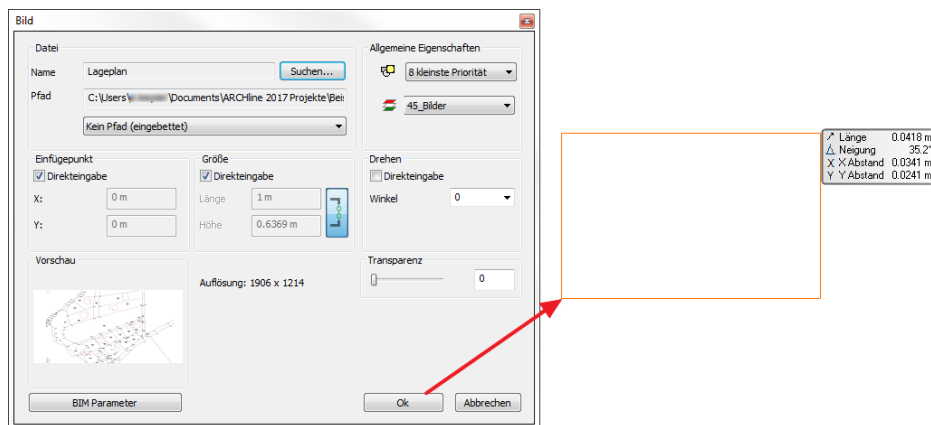 Bild
Datei
Name Lageplan Suchen...
Pfad C:\Users\ \Documents\ARCHline 2017 Projekte\Bei
Kein Pfad (eingebettet)
Allgemeine Eigenschaften
8 kleinste Priorität
45_Bilder
Einfügepunkt
Direkteingabe
X: 0 m
Y: 0 m
Größe
Direkteingabe
Länge 1 m
Höhe 0.6369 m
Drehen
Direkteingabe
Winkel 0
Vorschau
Auflösung: 1906 x 1214
Transparenz
0
BIM Parameter
Ok
Abbrechen
Länge 0.0418 m
Neigung 35.2°
X X Abstand 0.0341 m
Y Y Abstand 0.0241 m